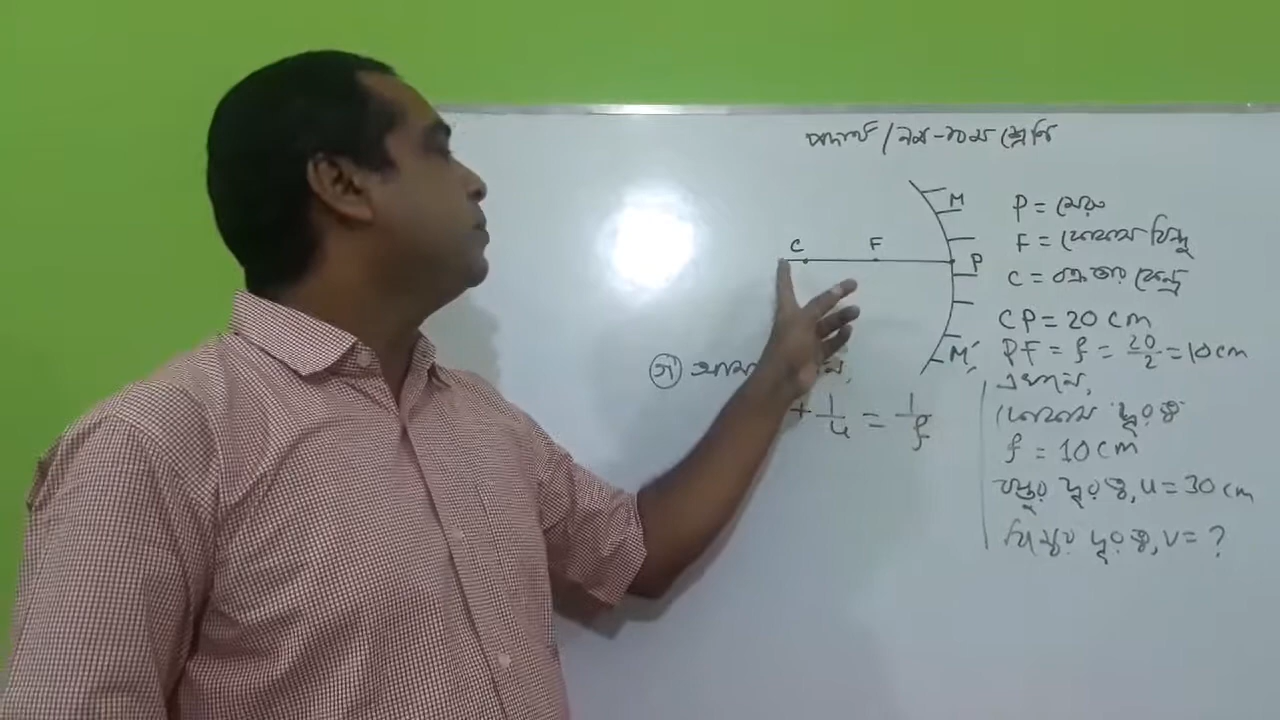 পদার্থ / নবম-দশম শ্রেণি
M
P = মেরু
F = ফোকাস বিন্দু
C F P
C = বক্রতার কেন্দ্র
CP = 20 cm
M′
PF = f = 20/2 = 10 cm
গ
এখানে,
+ 1/u = 1/f
ফোকাস দূরত্ব
f = 10 cm
বস্তুর দূরত্ব, u = 30 cm
বিম্বের দূরত্ব, v = ?